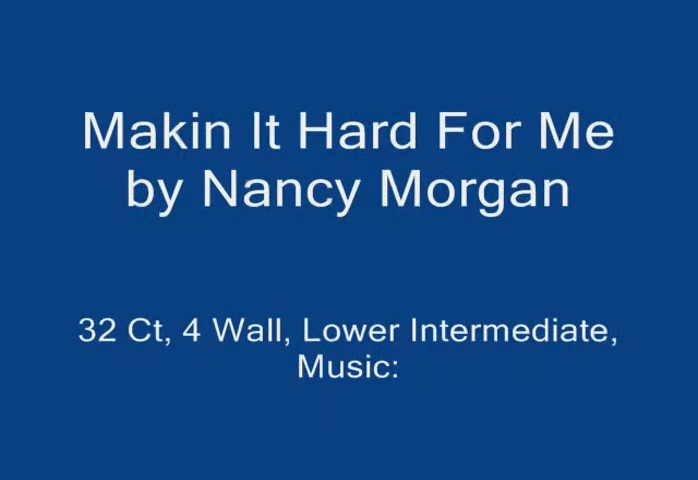 Makin It Hard For Me
by Nancy Morgan
32 Ct, 4 Wall, Lower Intermediate,
Music: